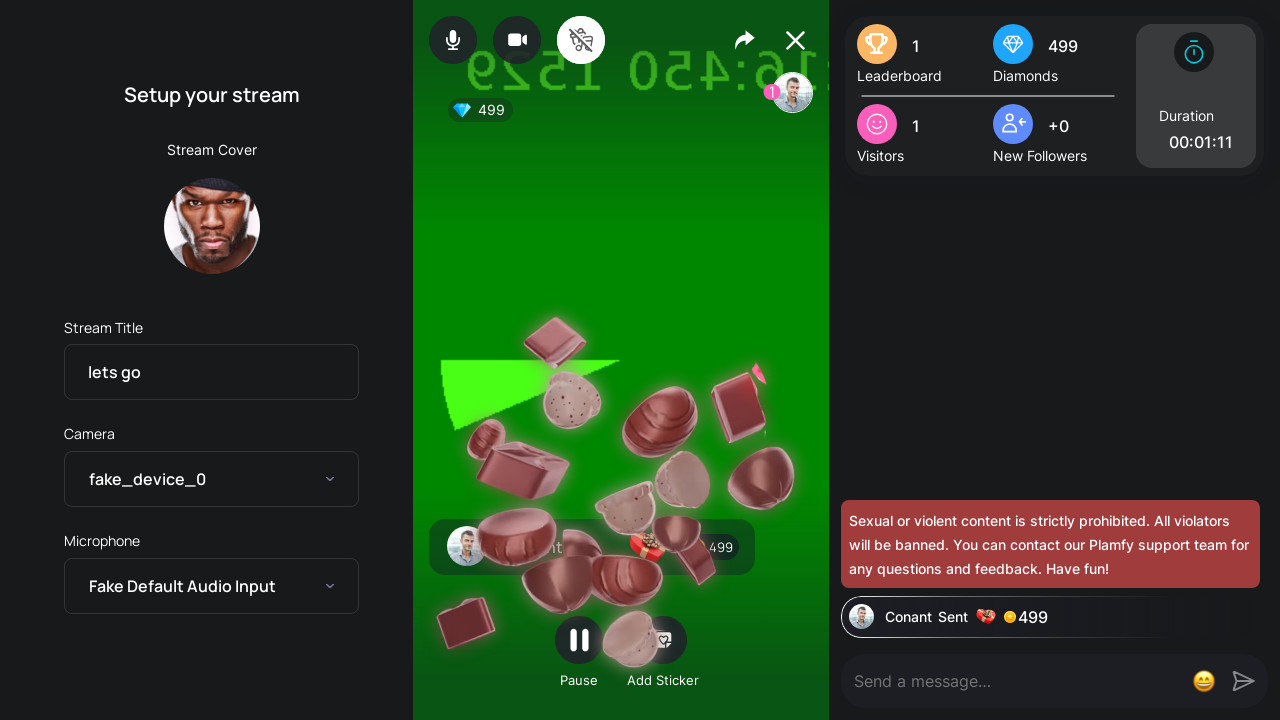 Setup your stream
Stream Cover
Stream Title
lets go
Camera
fake_device_0
Microphone
Fake Default Audio Input
:16:450 1529
1
499
499
Pause
Add Sticker
1
Leaderboard
499
Diamonds
1
Visitors
+0
New Followers
Duration
00:01:11
Sexual or violent content is strictly prohibited. All violators
will be banned. You can contact our Plamfy support team for
any questions and feedback. Have fun!
Conant Sent 499
Send a message...